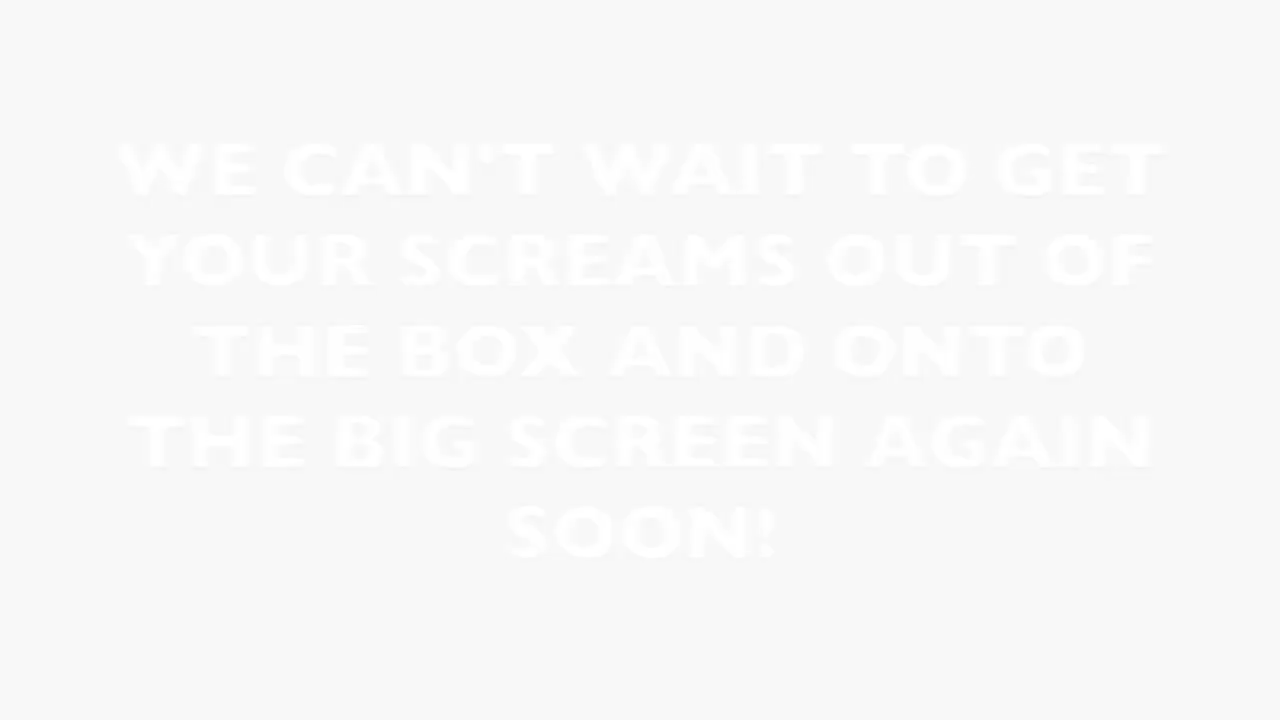 WE CAN'T WAIT TO GET
YOUR SCREAMS OUT OF
THE BOX AND ONTO
THE BIG SCREEN AGAIN
SOON!